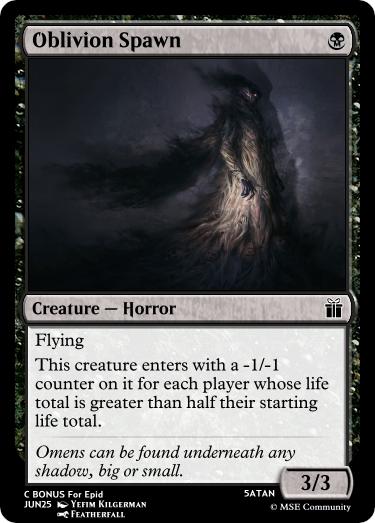 Oblivion Spawn
Creature — Horror
Flying
This creature enters with a -1/-1
counter on it for each player whose life
total is greater than half their starting
life total.
Omens can be found underneath any
shadow, big or small.
3/3
C BONUS For Epid
5ATAN
JUN25 Yefim Kilgerman
© MSE Community
Featherfall